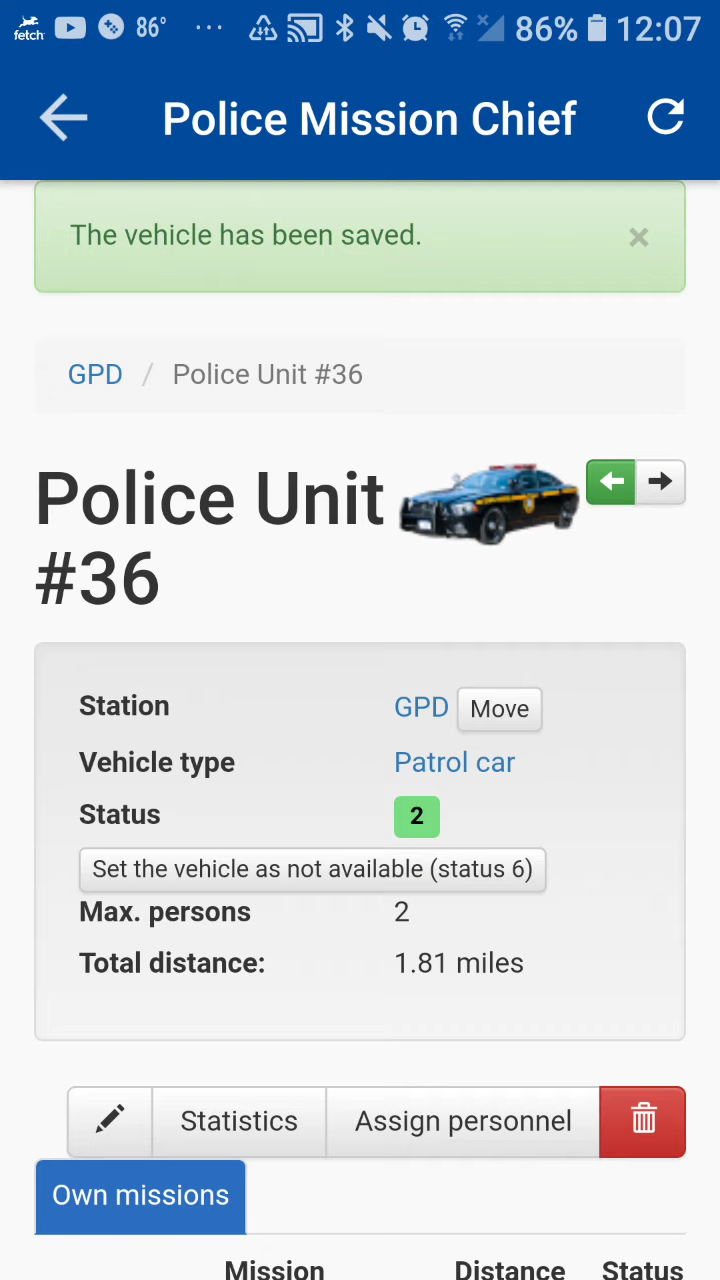 fetch 86° ... 86% 12:07
Police Mission Chief
The vehicle has been saved. ×
GPD / Police Unit #36
Police Unit
#36
Station GPD Move
Vehicle type Patrol car
Status 2
Set the vehicle as not available (status 6)
Max. persons 2
Total distance: 1.81 miles
Statistics Assign personnel
Own missions
Mission Distance Status